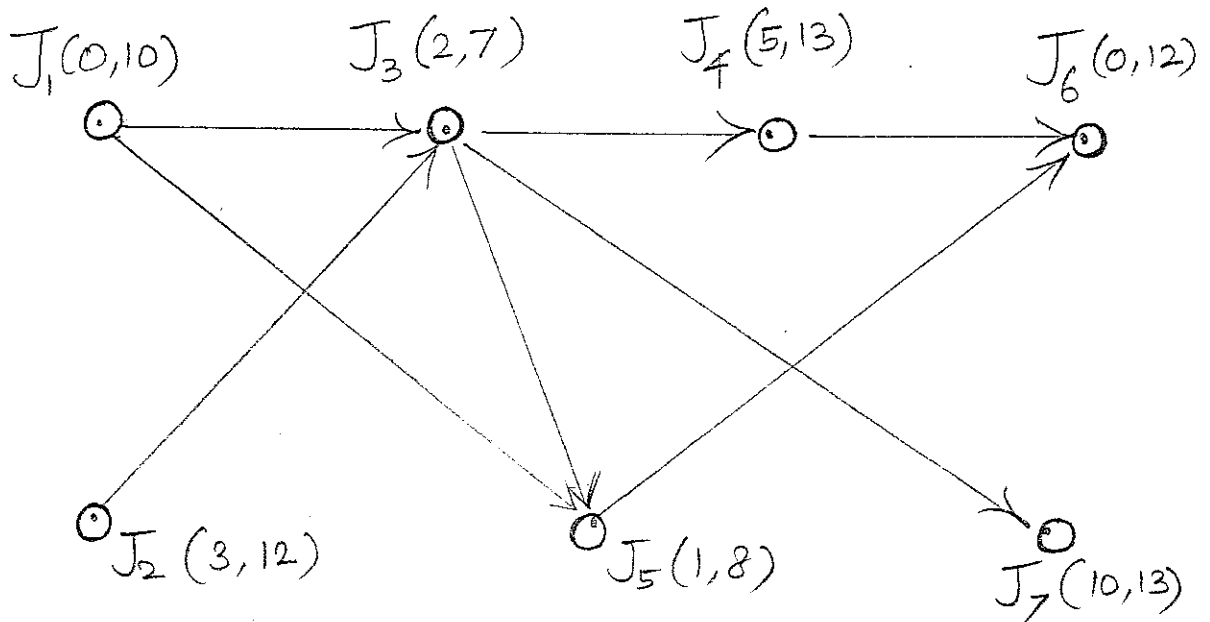 J₁(0,10)
J₃(2,7)
J₄(5,13)
J₆(0,12)
J₂(3,12)
J₅(1,8)
J₇(10,13)